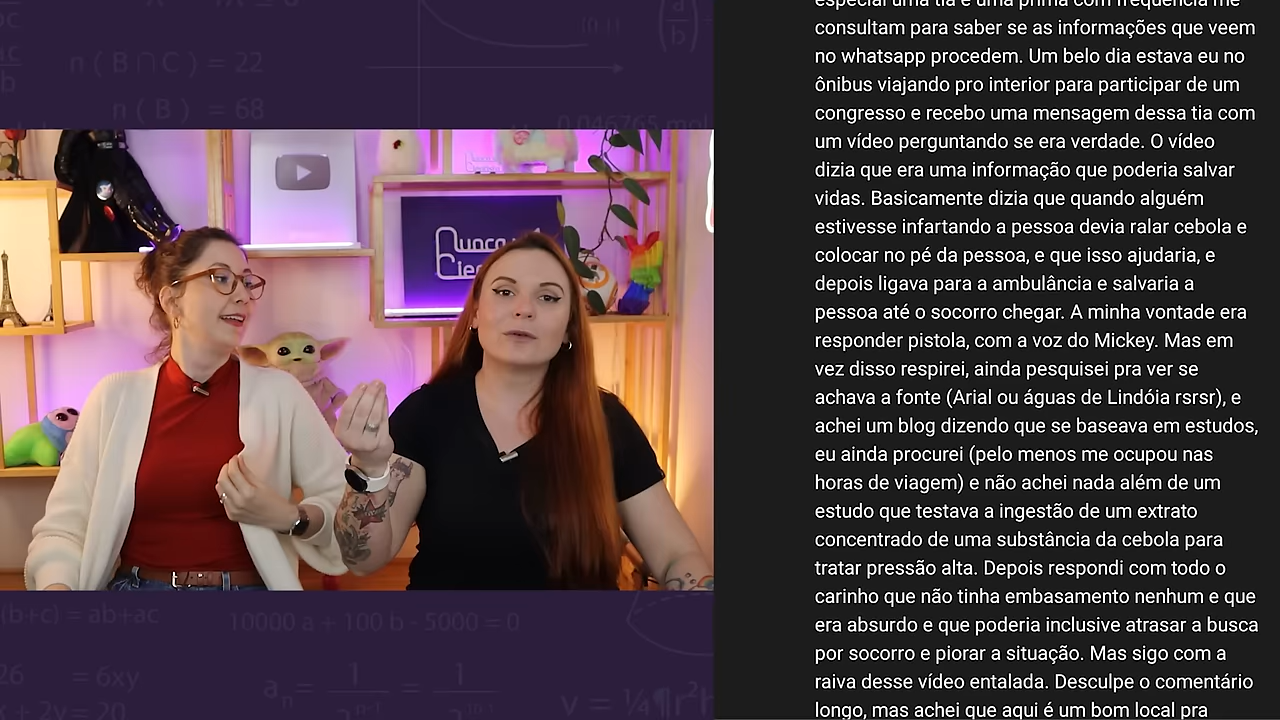 n ( B ∩ C ) = 22
n ( B ) = 68
0,046765 mol
Nunca vi
(b+c) = ab+ac
10000 a + 100 b - 5000 = 0
= 6xy
+ 2y = 20
especial uma tia e uma prima com frequência me
consultam para saber se as informações que veem
no whatsapp procedem. Um belo dia estava eu no
ônibus viajando pro interior para participar de um
congresso e recebo uma mensagem dessa tia com
um vídeo perguntando se era verdade. O vídeo
dizia que era uma informação que poderia salvar
vidas. Basicamente dizia que quando alguém
estivesse infartando a pessoa devia ralar cebola e
colocar no pé da pessoa, e que isso ajudaria, e
depois ligava para a ambulância e salvaria a
pessoa até o socorro chegar. A minha vontade era
responder pistola, com a voz do Mickey. Mas em
vez disso respirei, ainda pesquisei pra ver se
achava a fonte (Arial ou águas de Lindóia rsrsr), e
achei um blog dizendo que se baseava em estudos,
eu ainda procurei (pelo menos me ocupou nas
horas de viagem) e não achei nada além de um
estudo que testava a ingestão de um extrato
concentrado de uma substância da cebola para
tratar pressão alta. Depois respondi com todo o
carinho que não tinha embasamento nenhum e que
era absurdo e que poderia inclusive atrasar a busca
por socorro e piorar a situação. Mas sigo com a
raiva desse vídeo entalada. Desculpe o comentário
longo, mas achei que aqui é um bom local pra